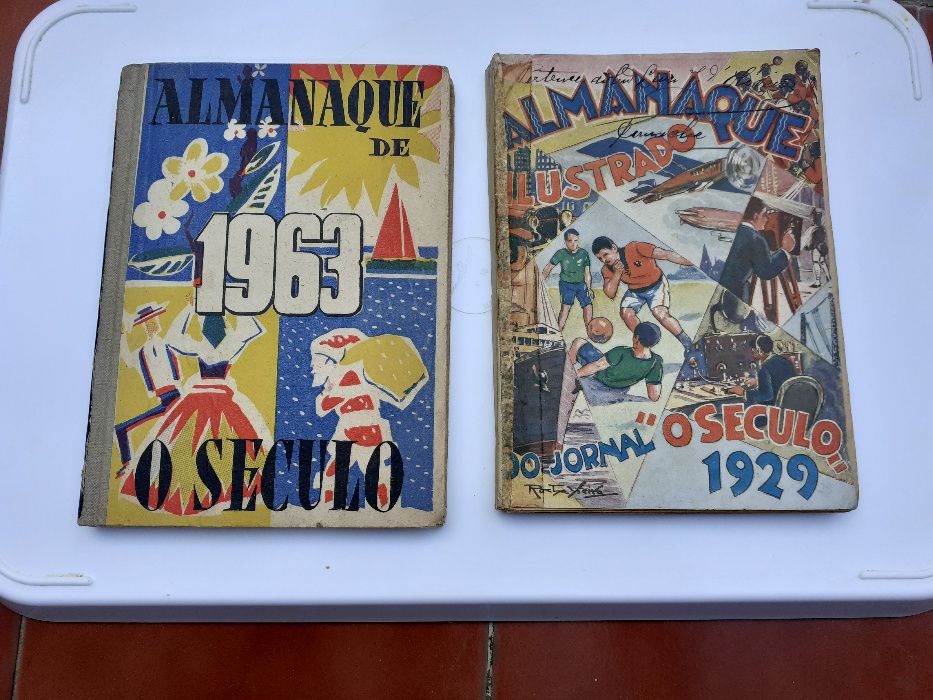 ALMANAQUE
DE
1963
O SECULO
ALMANAQUE
ILUSTRADO
DO-JORNAL
"O SECULO"
1929